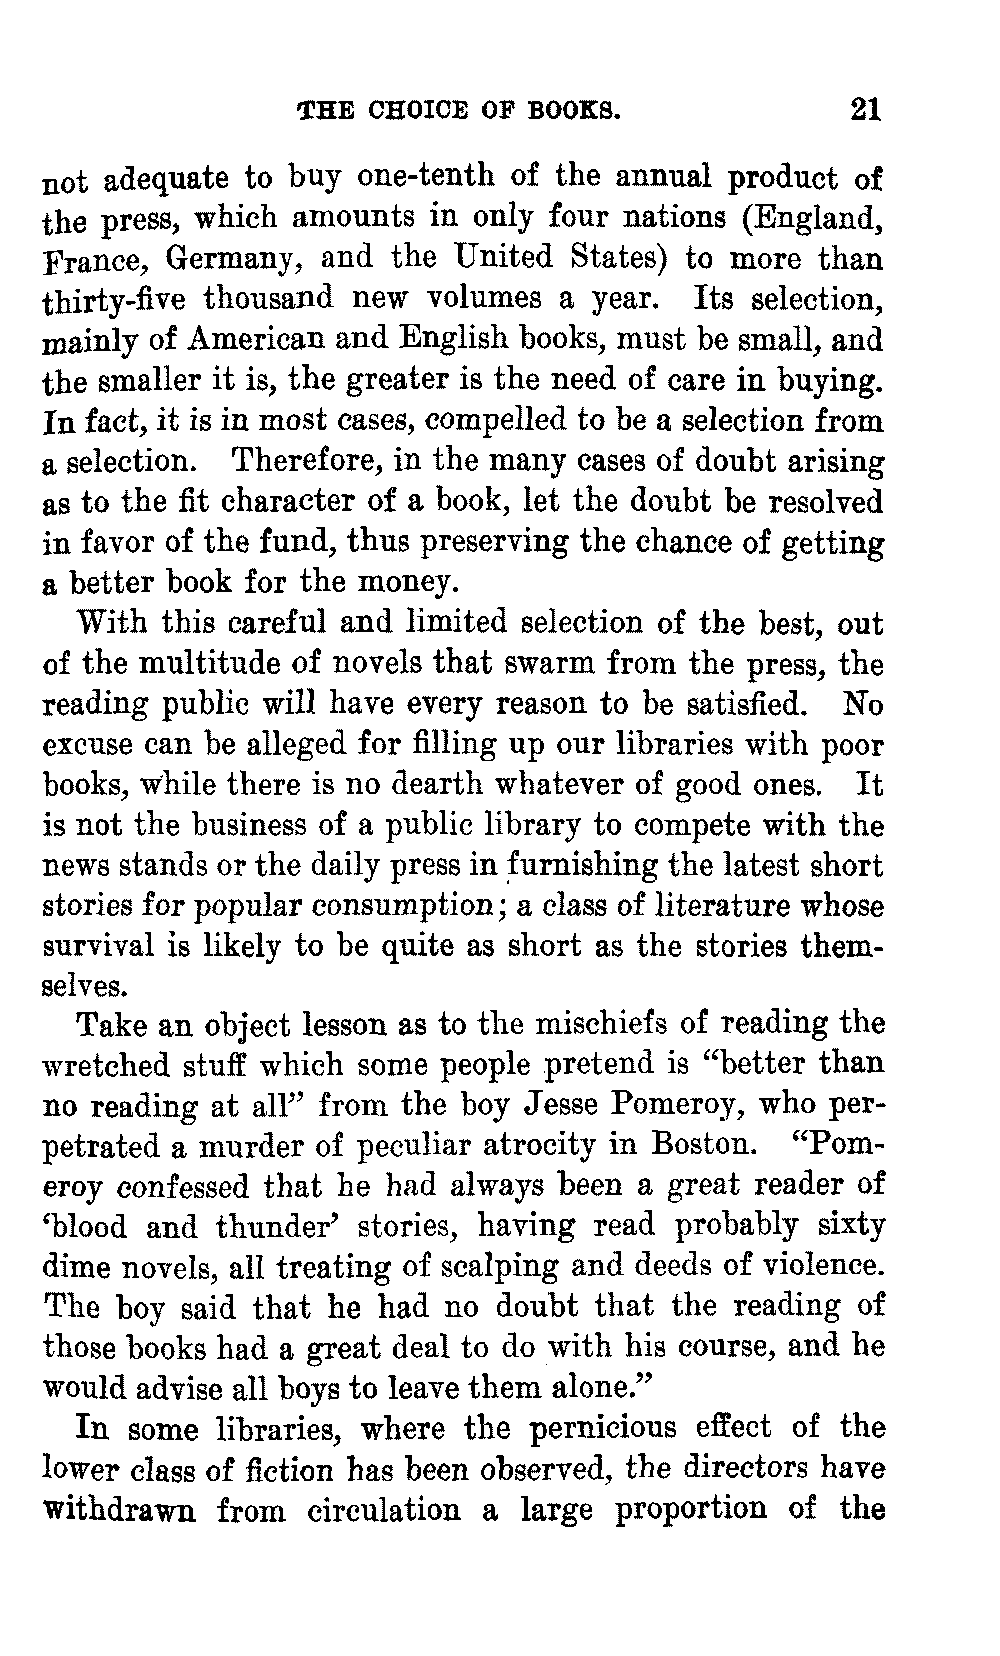 THE CHOICE OF BOOKS. 21
not adequate to buy one-tenth of the annual product of
the press, which amounts in only four nations (England,
France, Germany, and the United States) to more than
thirty-five thousand new volumes a year. Its selection,
mainly of American and English books, must be small, and
the smaller it is, the greater is the need of care in buying.
In fact, it is in most cases, compelled to be a selection from
a selection. Therefore, in the many cases of doubt arising
as to the fit character of a book, let the doubt be resolved
in favor of the fund, thus preserving the chance of getting
a better book for the money.
With this careful and limited selection of the best, out
of the multitude of novels that swarm from the press, the
reading public will have every reason to be satisfied. No
excuse can be alleged for filling up our libraries with poor
books, while there is no dearth whatever of good ones. It
is not the business of a public library to compete with the
news stands or the daily press in furnishing the latest short
stories for popular consumption; a class of literature whose
survival is likely to be quite as short as the stories them-
selves.
Take an object lesson as to the mischiefs of reading the
wretched stuff which some people pretend is “better than
no reading at all” from the boy Jesse Pomeroy, who per-
petrated a murder of peculiar atrocity in Boston. “Pom-
eroy confessed that he had always been a great reader of
‘blood and thunder’ stories, having read probably sixty
dime novels, all treating of scalping and deeds of violence.
The boy said that he had no doubt that the reading of
those books had a great deal to do with his course, and he
would advise all boys to leave them alone.”
In some libraries, where the pernicious effect of the
lower class of fiction has been observed, the directors have
withdrawn from circulation a large proportion of the